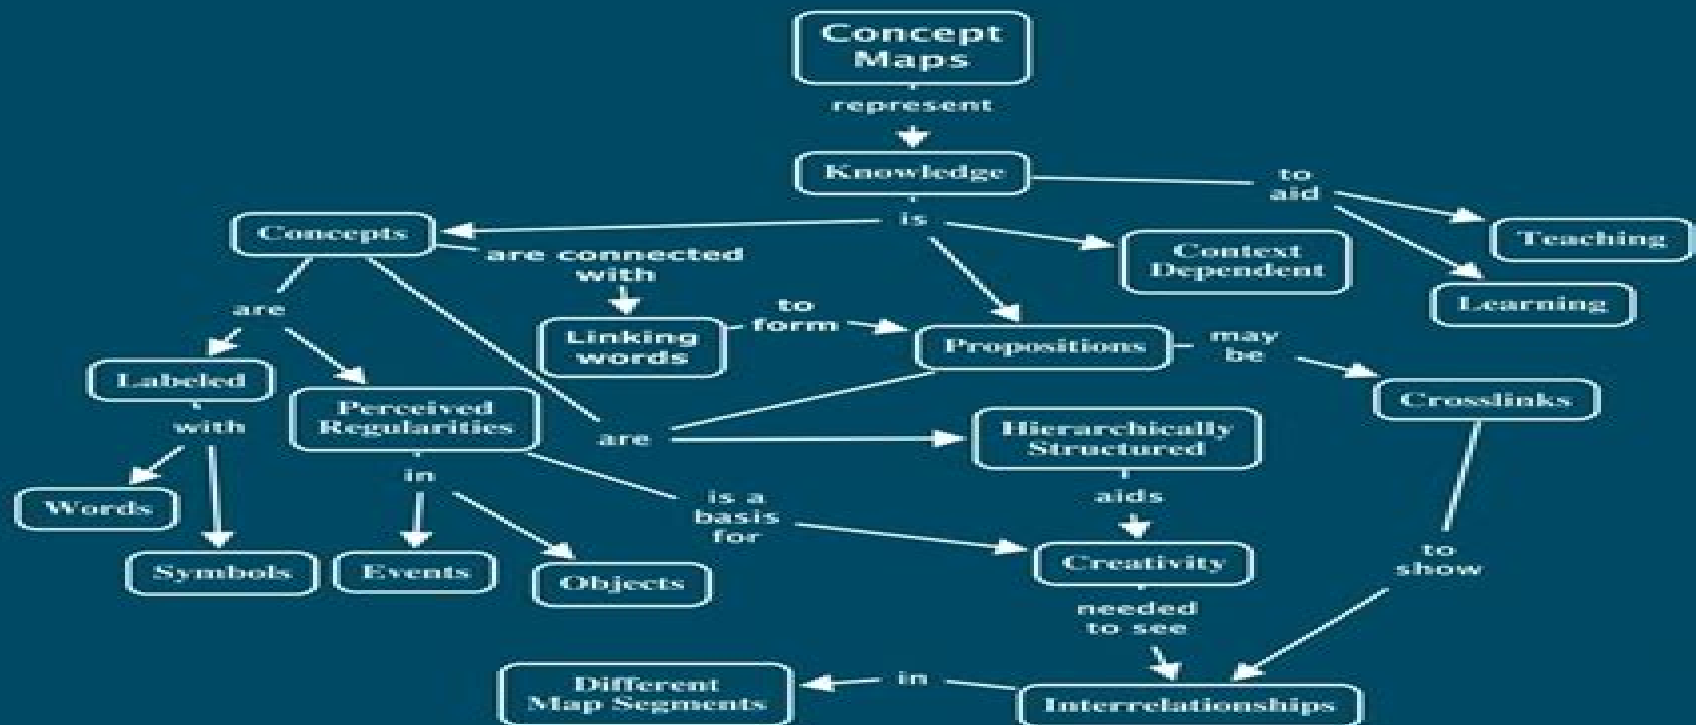 Concept
Maps
represent
Knowledge
to
aid
is
Concepts
are connected
with
Context
Dependent
Teaching
Learning
are
to
form
Linking
words
Propositions
may
be
Labeled
Crosslinks
with
Perceived
Regularities
are
Hierarchically
Structured
in
is a
basis
for
aids
Words
Symbols
Events
Objects
Creativity
to
show
needed
to see
Different
Map Segments
in
Interrelationships